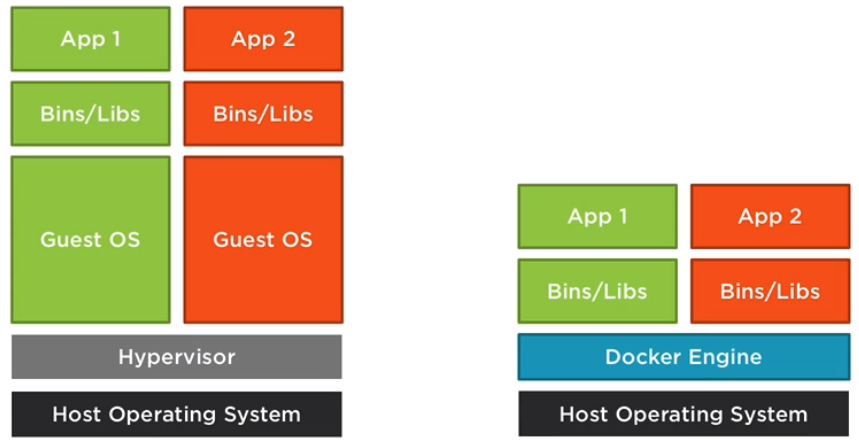 App 1
App 2
Bins/Libs
Bins/Libs
Guest OS
Guest OS
Hypervisor
Host Operating System
App 1
App 2
Bins/Libs
Bins/Libs
Docker Engine
Host Operating System